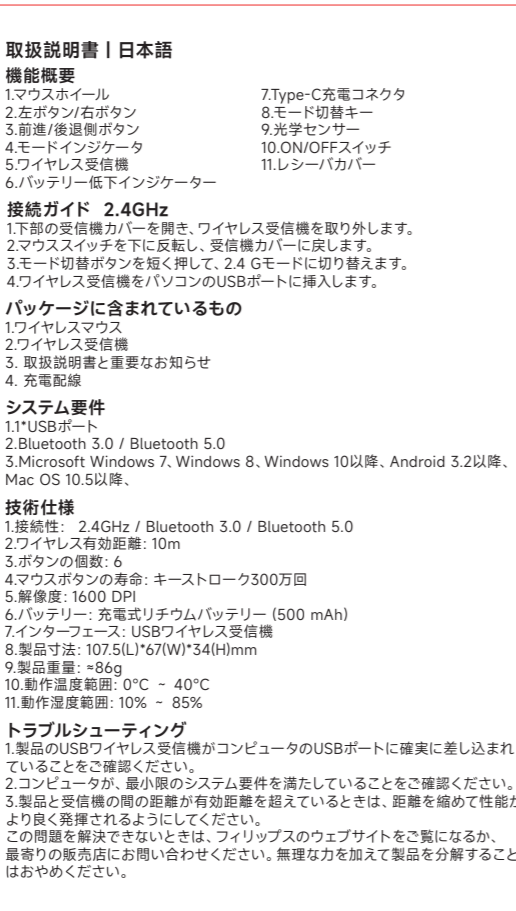 取扱説明書 | 日本語
機能概要
1.マウスホイール
2.左ボタン/右ボタン
3.前進/後退側ボタン
4.モードインジケータ
5.ワイヤレス受信機
6.バッテリー低下インジケーター
7.Type-C充電コネクタ
8.モード切替キー
9.光学センサー
10.ON/OFFスイッチ
11.レシーバカバー
接続ガイド 2.4GHz
1.下部の受信機カバーを開き、ワイヤレス受信機を取り外します。
2.マウススイッチを下に反転し、受信機カバーに戻します。
3.モード切替ボタンを短く押して、2.4 Gモードに切り替えます。
4.ワイヤレス受信機をパソコンのUSBポートに挿入します。
パッケージに含まれているもの
1.ワイヤレスマウス
2.ワイヤレス受信機
3. 取扱説明書と重要なお知らせ
4. 充電配線
システム要件
1.1*USBポート
2.Bluetooth 3.0 / Bluetooth 5.0
3.Microsoft Windows 7、Windows 8、Windows 10以降、Android 3.2以降、
Mac OS 10.5以降、
技術仕様
1.接続性: 2.4GHz / Bluetooth 3.0 / Bluetooth 5.0
2.ワイヤレス有効距離: 10m
3.ボタンの個数: 6
4.マウスボタンの寿命: キーストローク300万回
5.解像度: 1600 DPI
6.バッテリー: 充電式リチウムバッテリー (500 mAh)
7.インターフェース: USBワイヤレス受信機
8.製品寸法: 107.5(L)*67(W)*34(H)mm
9.製品重量: ≈86g
10.動作温度範囲: 0°C ~ 40°C
11.動作湿度範囲: 10% ~ 85%
トラブルシューティング
1.製品のUSBワイヤレス受信機がコンピュータのUSBポートに確実に差し込まれ
ていることをご確認ください。
2.コンピュータが、最小限のシステム要件を満たしていることをご確認ください。
3.製品と受信機の間の距離が有効距離を超えているときは、距離を縮めて性能が
より良く発揮されるようにしてください。
この問題を解決できないときは、フィリップスのウェブサイトをご覧になるか、
最寄りの販売店にお問い合わせください。無理な力を加えて製品を分解すること
はおやめください。